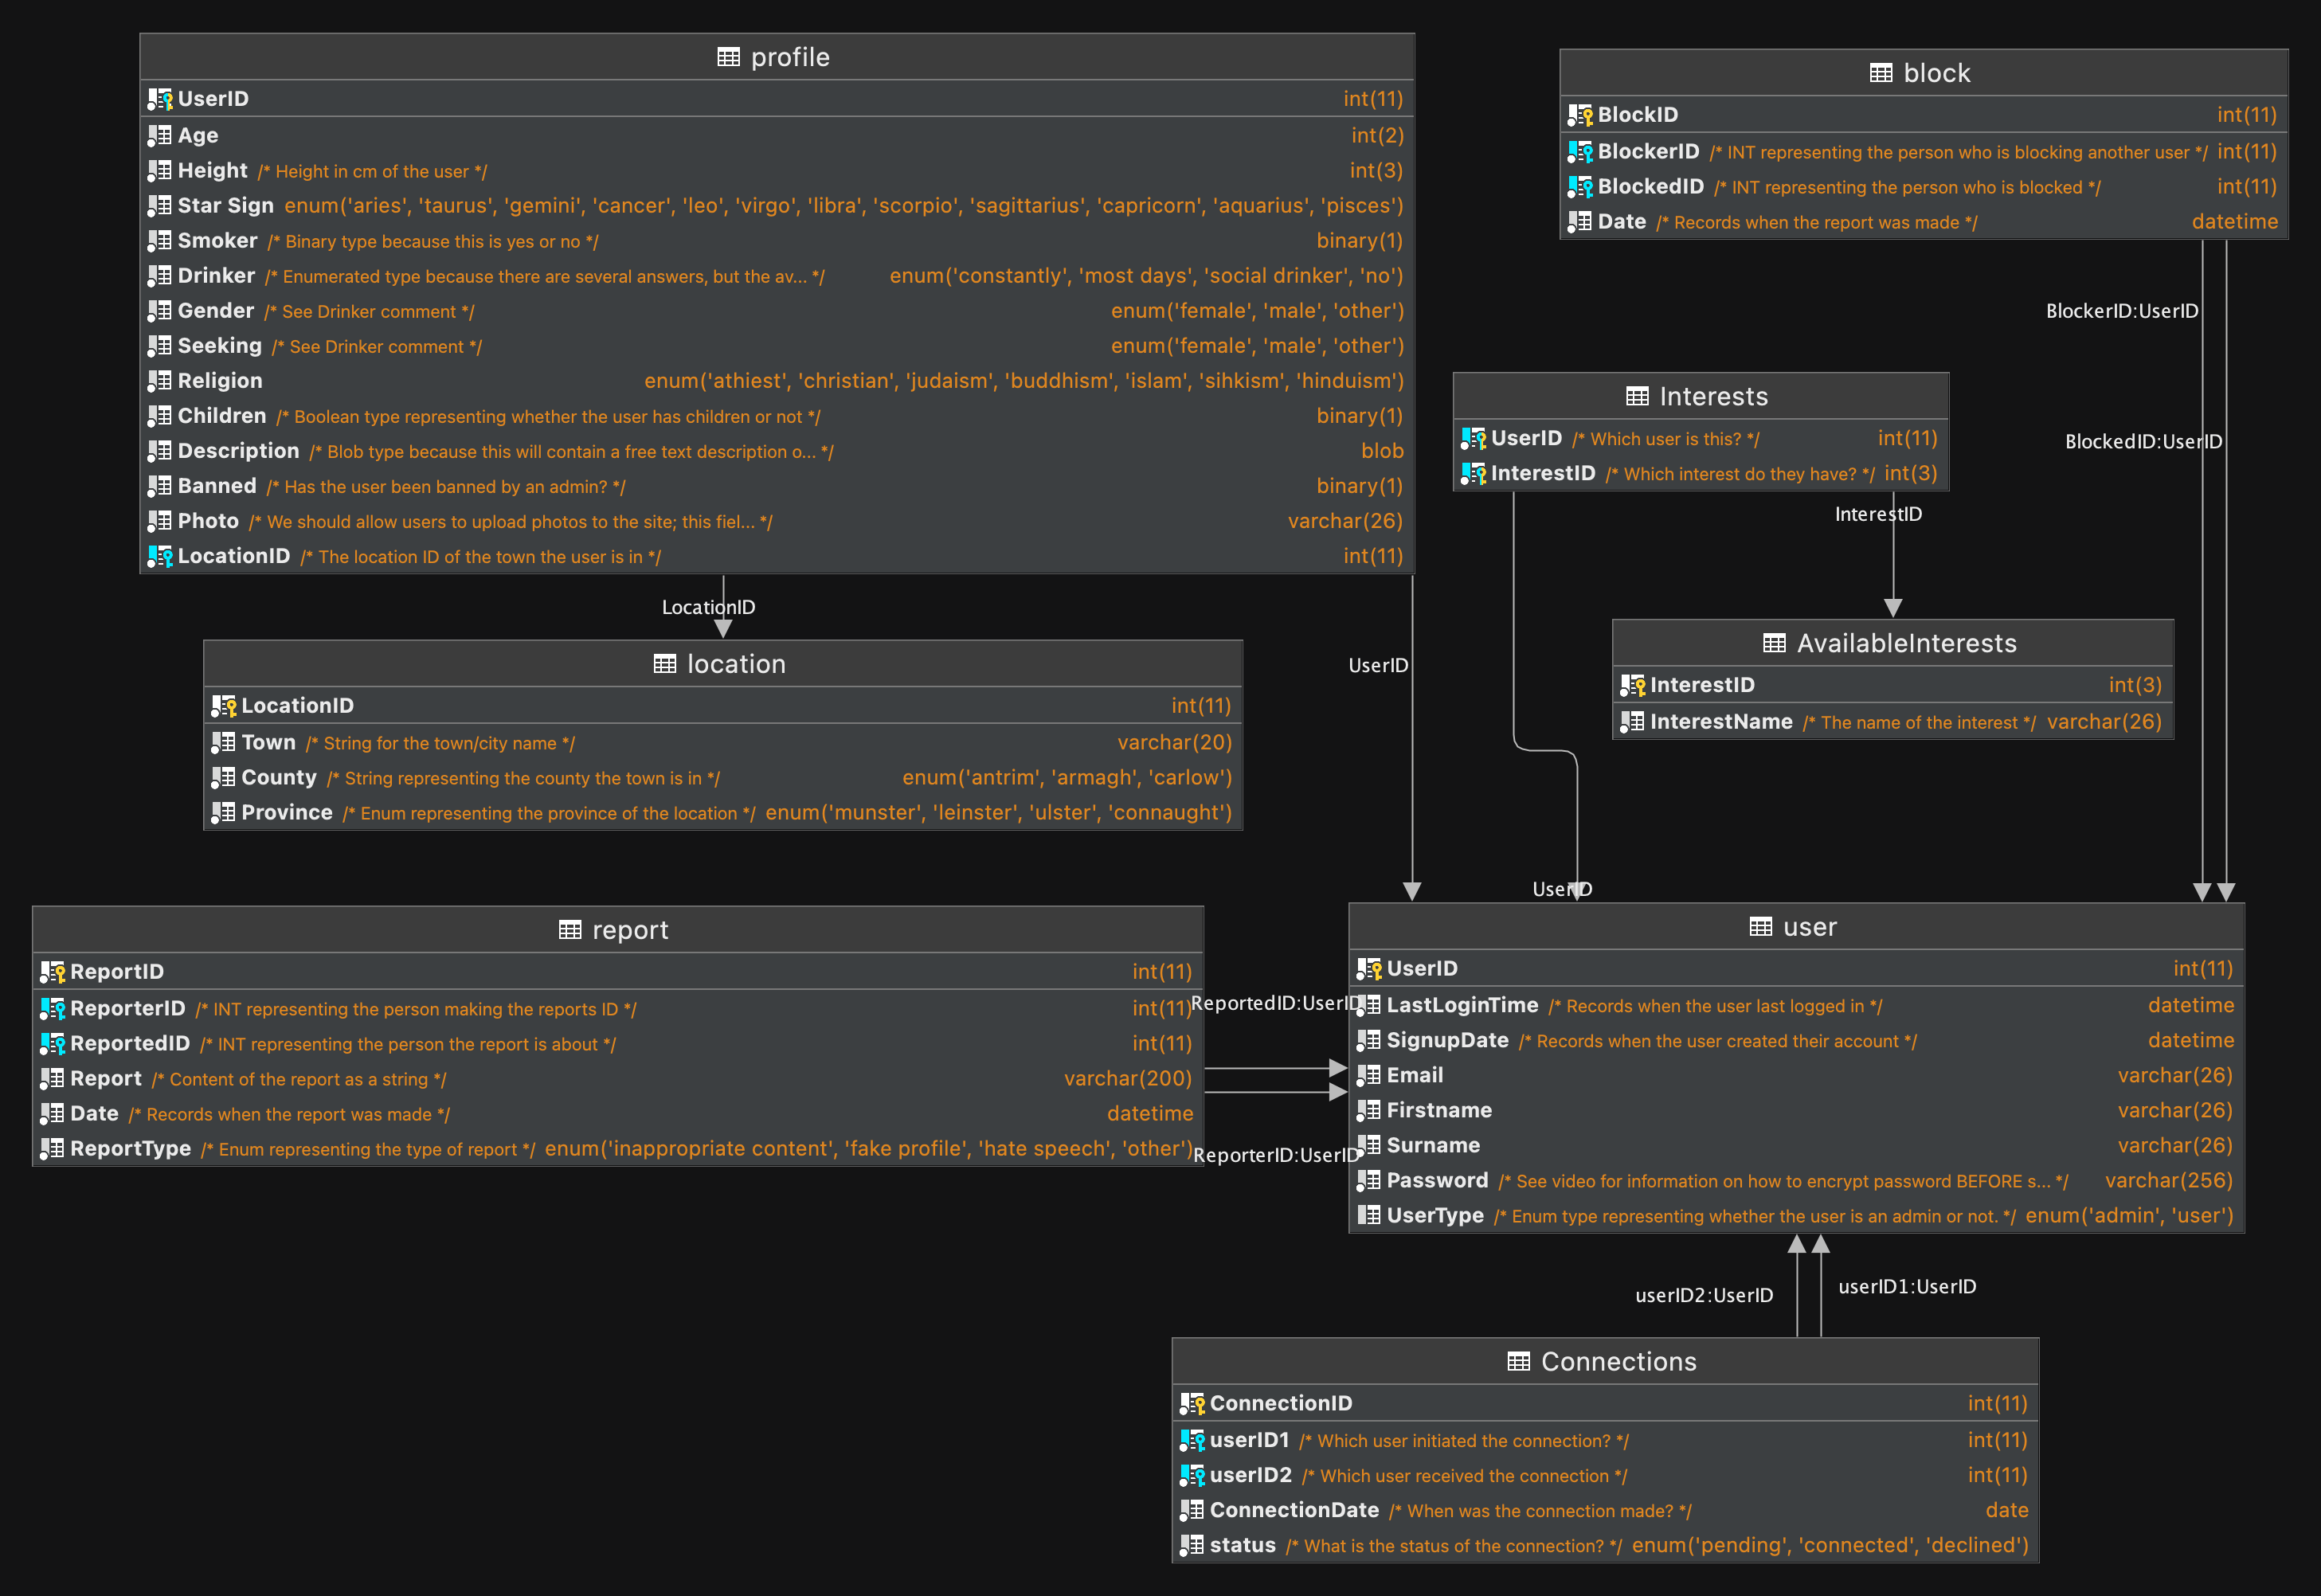 profile
UserID int(11)
Age int(2)
Height /* Height in cm of the user */ int(3)
Star Sign enum('aries', 'taurus', 'gemini', 'cancer', 'leo', 'virgo', 'libra', 'scorpio', 'sagittarius', 'capricorn', 'aquarius', 'pisces')
Smoker /* Binary type because this is yes or no */ binary(1)
Drinker /* Enumerated type because there are several answers, but the av... */ enum('constantly', 'most days', 'social drinker', 'no')
Gender /* See Drinker comment */ enum('female', 'male', 'other')
Seeking /* See Drinker comment */ enum('female', 'male', 'other')
Religion enum('athiest', 'christian', 'judaism', 'buddhism', 'islam', 'sihkism', 'hinduism')
Children /* Boolean type representing whether the user has children or not */ binary(1)
Description /* Blob type because this will contain a free text description o... */ blob
Banned /* Has the user been banned by an admin? */ binary(1)
Photo /* We should allow users to upload photos to the site; this fiel... */ varchar(26)
LocationID /* The location ID of the town the user is in */ int(11)
block
BlockID int(11)
BlockerID /* INT representing the person who is blocking another user */ int(11)
BlockedID /* INT representing the person who is blocked */ int(11)
Date /* Records when the report was made */ datetime
BlockerID:UserID
BlockedID:UserID
Interests
UserID /* Which user is this? */ int(11)
InterestID /* Which interest do they have? */ int(3)
InterestID
AvailableInterests
InterestID int(3)
InterestName /* The name of the interest */ varchar(26)
LocationID
UserID
location
LocationID int(11)
Town /* String for the town/city name */ varchar(20)
County /* String representing the county the town is in */ enum('antrim', 'armagh', 'carlow')
Province /* Enum representing the province of the location */ enum('munster', 'leinster', 'ulster', 'connaught')
UserID
report
ReportID int(11)
ReporterID /* INT representing the person making the reports ID */ int(11)
ReportedID /* INT representing the person the report is about */ int(11)
Report /* Content of the report as a string */ varchar(200)
Date /* Records when the report was made */ datetime
ReportType /* Enum representing the type of report */ enum('inappropriate content', 'fake profile', 'hate speech', 'other')
ReportedID:UserID
ReporterID:UserID
user
UserID int(11)
LastLoginTime /* Records when the user last logged in */ datetime
SignupDate /* Records when the user created their account */ datetime
Email varchar(26)
Firstname varchar(26)
Surname varchar(26)
Password /* See video for information on how to encrypt password BEFORE s... */ varchar(256)
UserType /* Enum type representing whether the user is an admin or not. */ enum('admin', 'user')
userID2:UserID
userID1:UserID
Connections
ConnectionID int(11)
userID1 /* Which user initiated the connection? */ int(11)
userID2 /* Which user received the connection */ int(11)
ConnectionDate /* When was the connection made? */ date
status /* What is the status of the connection? */ enum('pending', 'connected', 'declined')